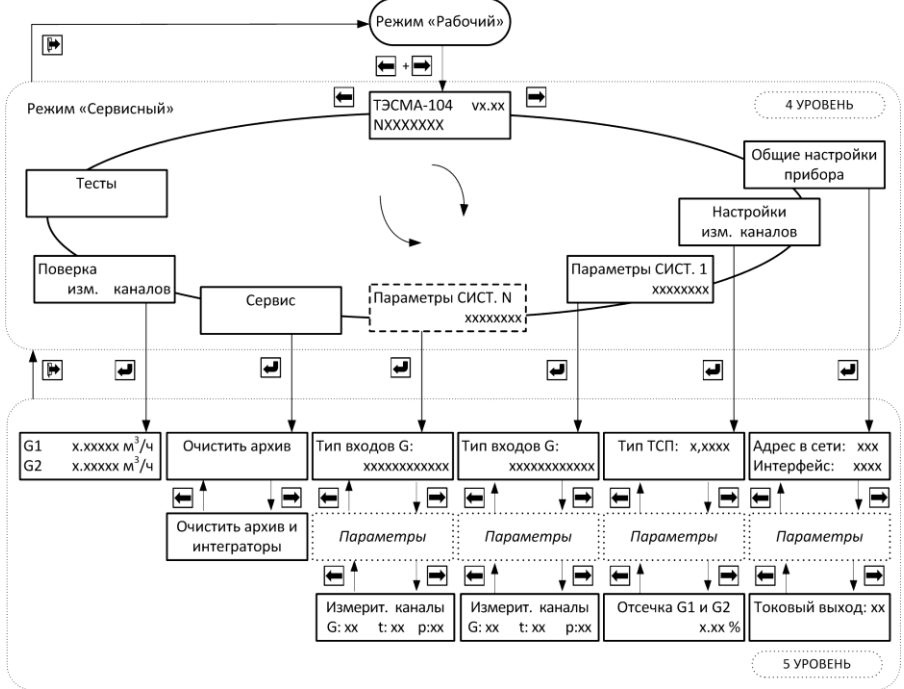 Режим «Рабочий»
+
Режим «Сервисный»
ТЭСМА-104 vx.xx
NXXXXXXX
4 УРОВЕНЬ
Общие настройки
прибора
Тесты
Настройки
изм. каналов
Поверка
изм. каналов
Параметры СИСТ. 1
xxxxxxxx
Сервис
Параметры СИСТ. N
xxxxxxxx
G1 x.xxxxx м³/ч
G2 x.xxxxx м³/ч
Очистить архив
Тип входов G:
xxxxxxxxxxxx
Тип входов G:
xxxxxxxxxxxx
Тип ТСП: x,xxxx
Адрес в сети: xxx
Интерфейс: xxxx
Очистить архив и
интеграторы
Параметры
Параметры
Параметры
Параметры
Измерит. каналы
G: xx t: xx p:xx
Измерит. каналы
G: xx t: xx p:xx
Отсечка G1 и G2
x.xx %
Токовый выход: xx
5 УРОВЕНЬ